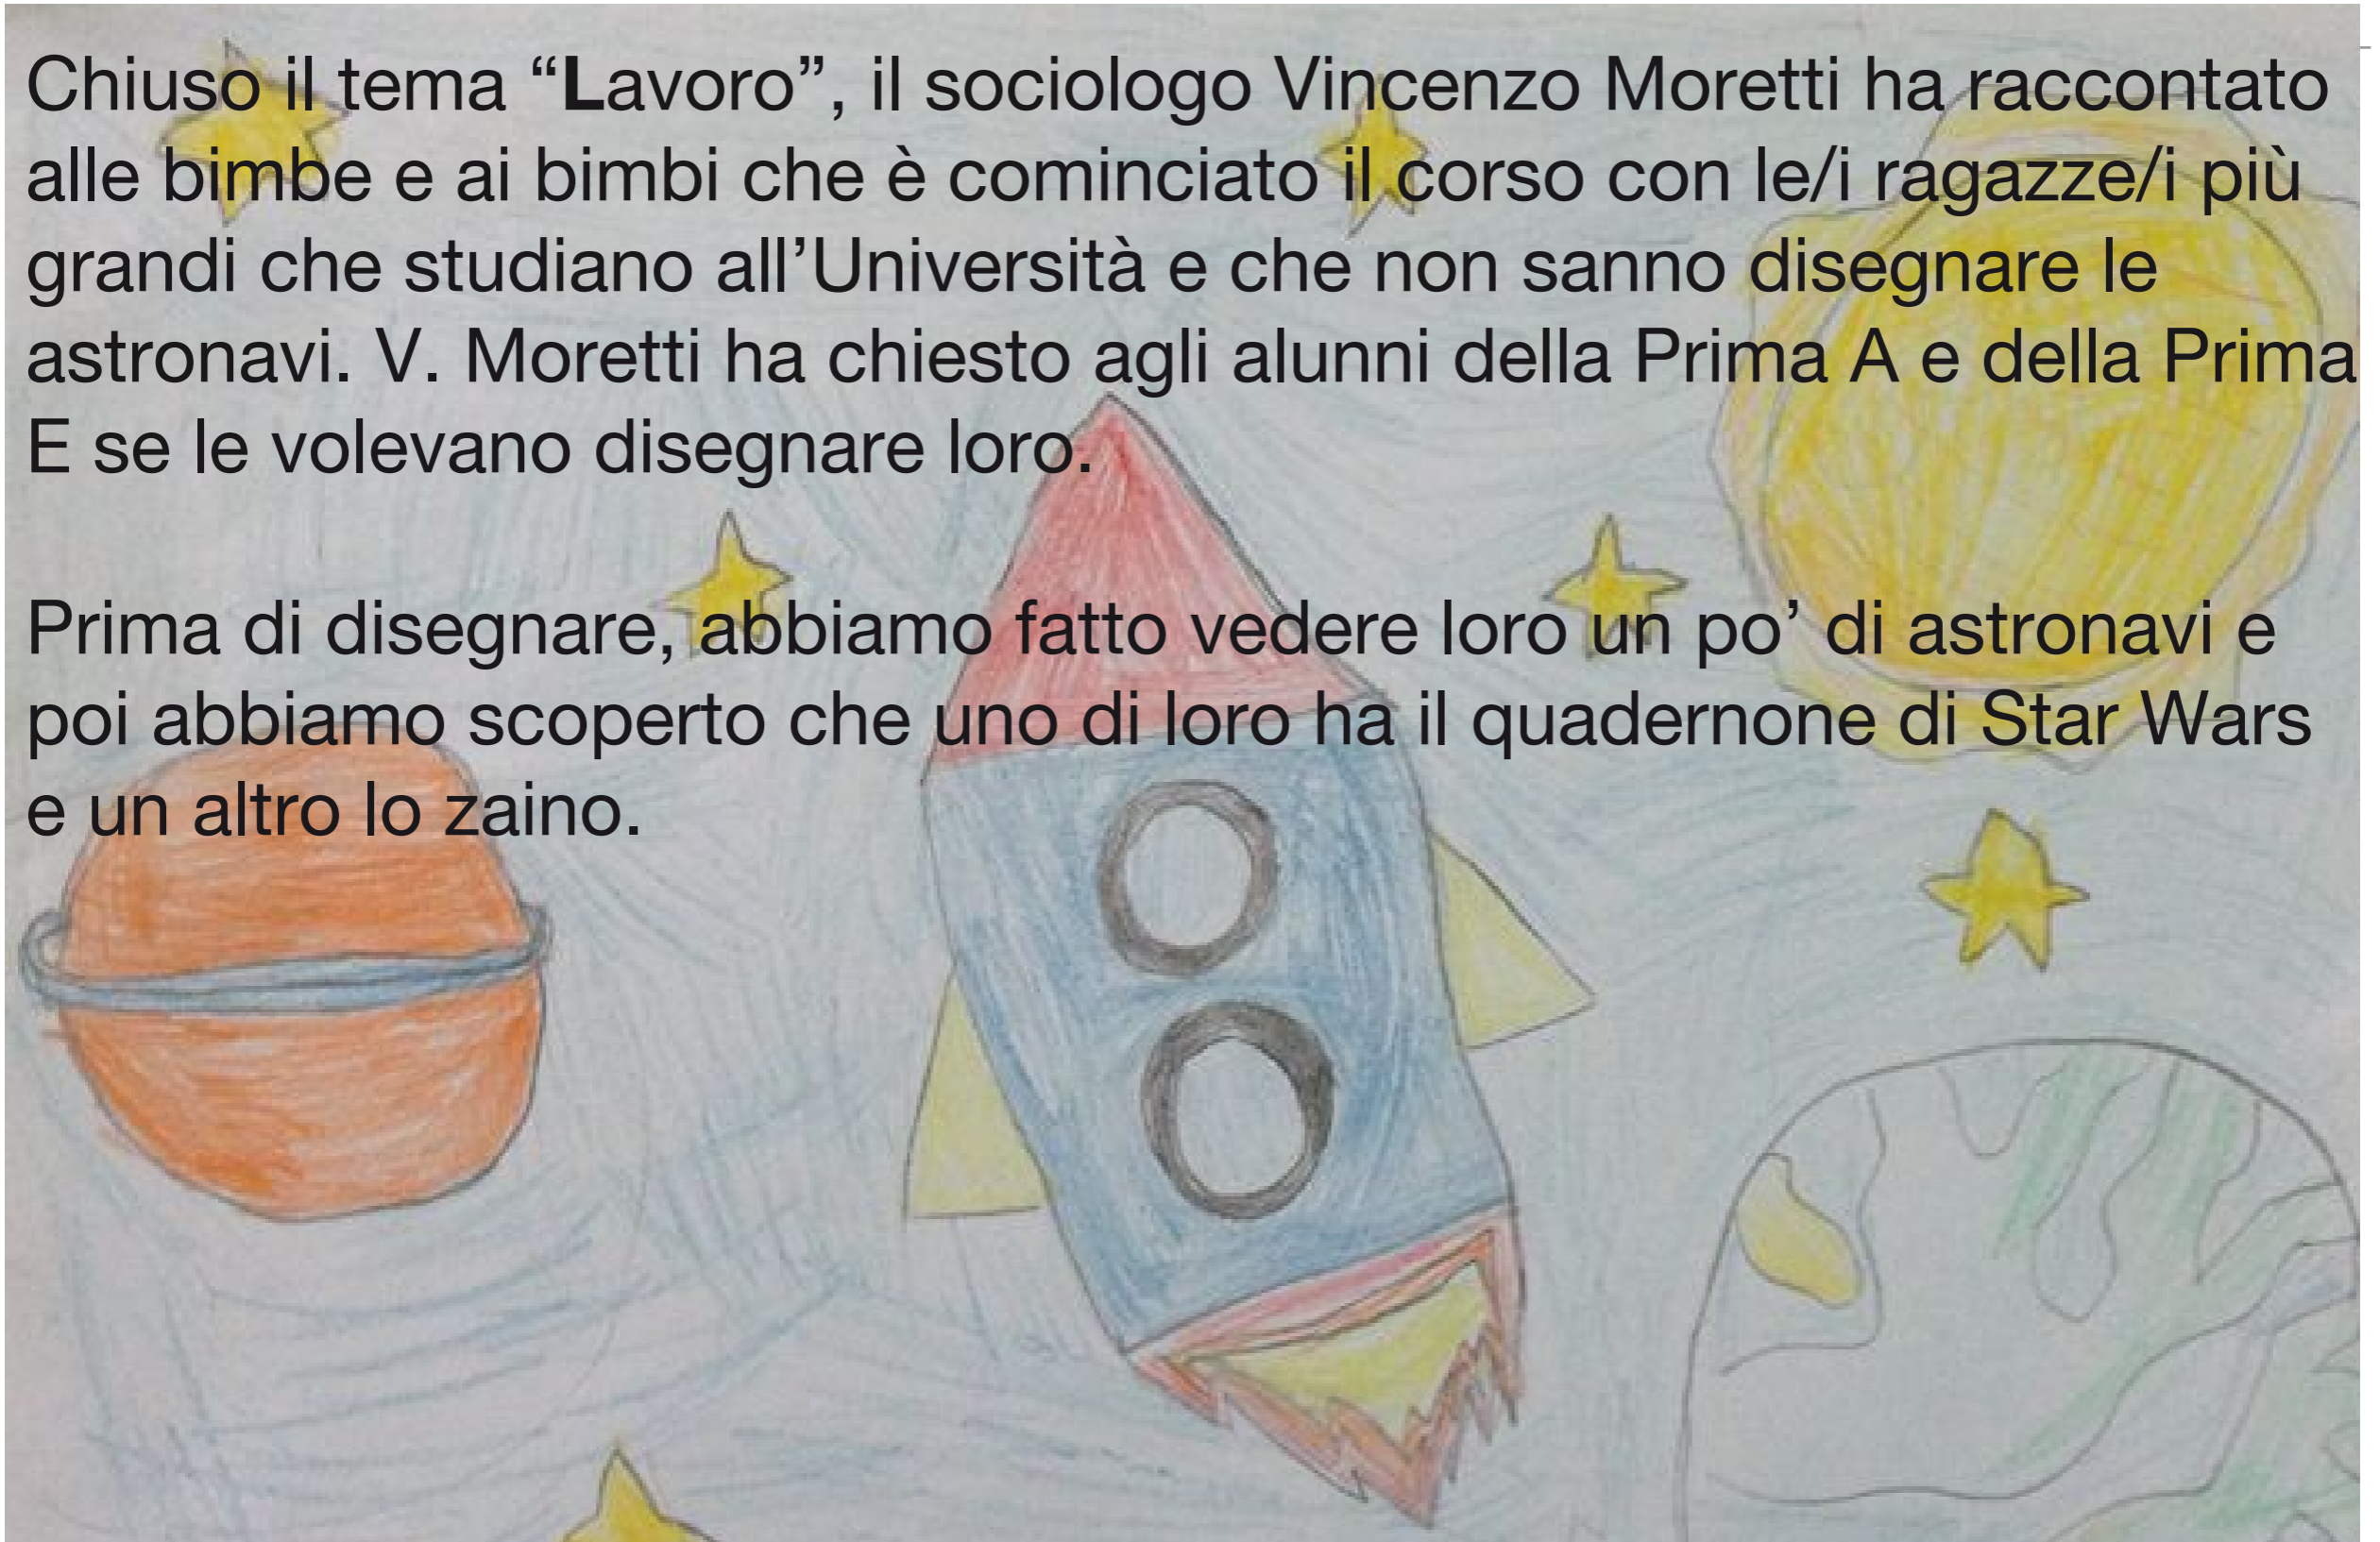 Chiuso il tema “Lavoro”, il sociologo Vincenzo Moretti ha raccontato
alle bimbe e ai bimbi che è cominciato il corso con le/i ragazze/i più
grandi che studiano all’Università e che non sanno disegnare le
astronavi. V. Moretti ha chiesto agli alunni della Prima A e della Prima
E se le volevano disegnare loro.
Prima di disegnare, abbiamo fatto vedere loro un po’ di astronavi e
poi abbiamo scoperto che uno di loro ha il quadernone di Star Wars
e un altro lo zaino.